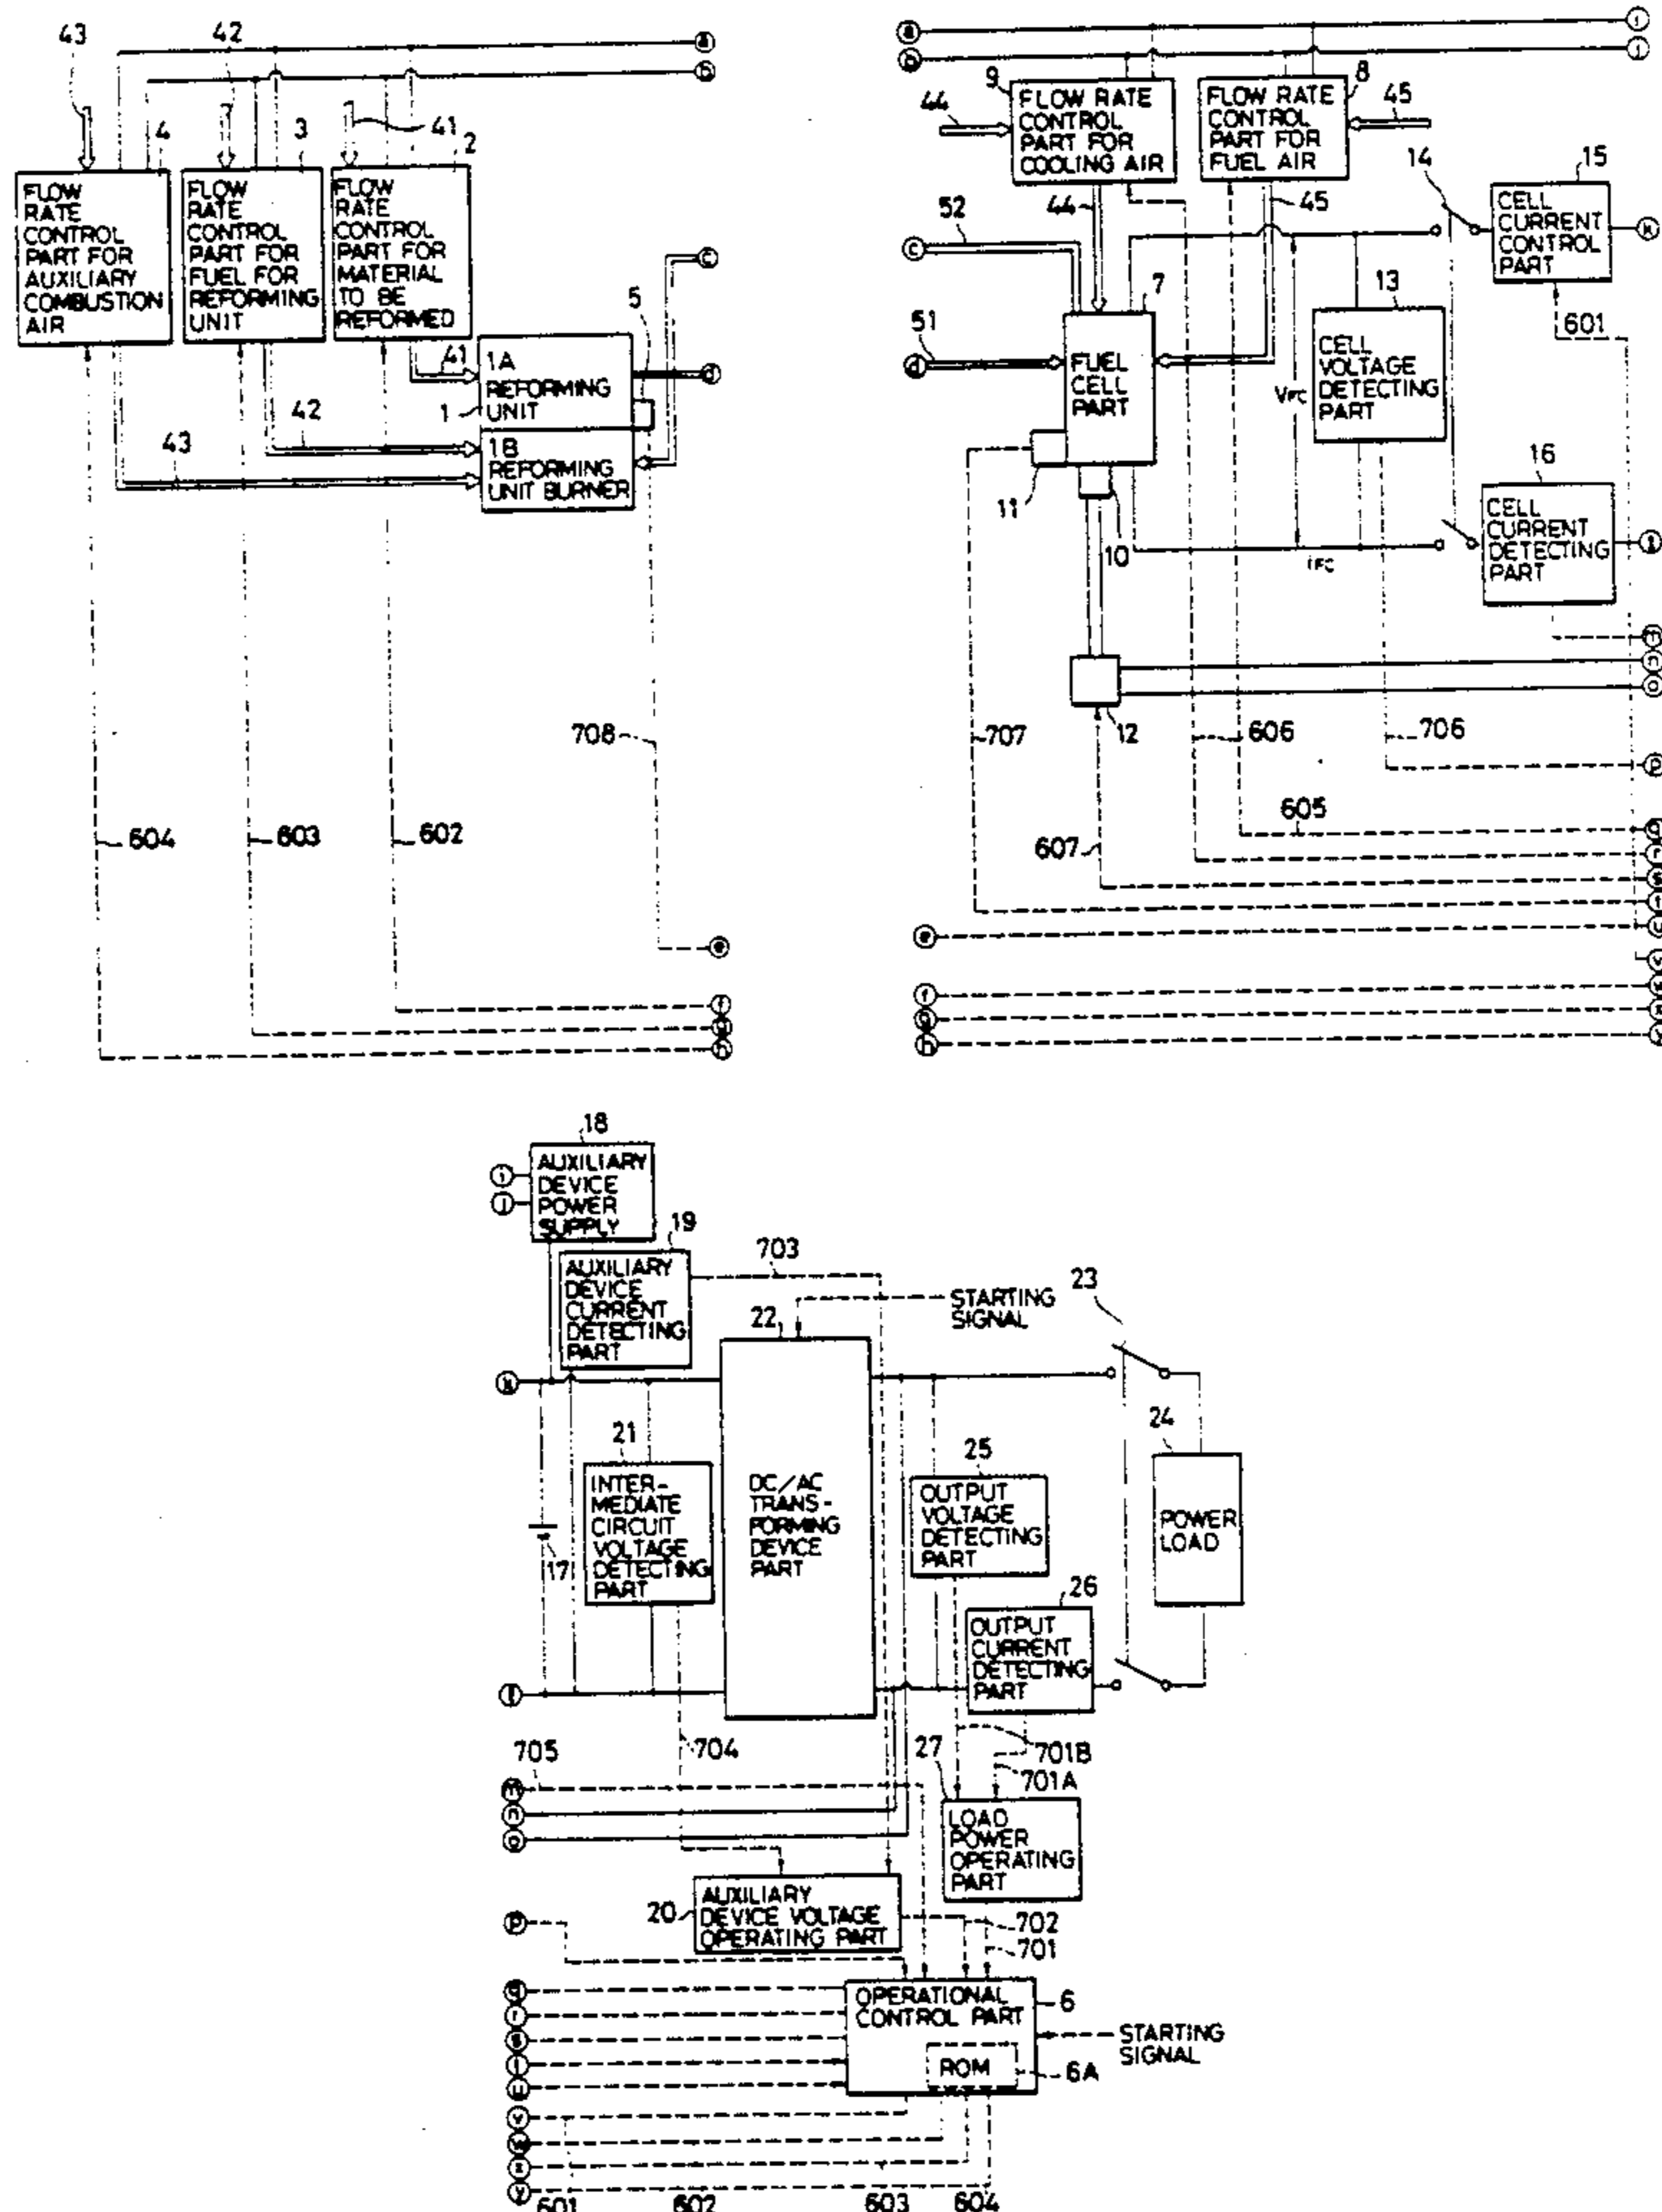 43
42
a
b
4
3
41
2
FLOW
RATE
CONTROL
PART FOR
AUXILIARY
COMBUSTION
AIR
FLOW
RATE
CONTROL
PART FOR
FUEL FOR
REFORMING
UNIT
FLOW
RATE
CONTROL
PART FOR
MATERIAL
TO BE
REFORMED
5
c
41
1A
REFORMING
UNIT
1
d
42
43
1B
REFORMING
UNIT BURNER
708
604
603
602
e
f
g
h
a
b
i
j
9
FLOW RATE
CONTROL
PART FOR
COOLING AIR
44
8
FLOW RATE
CONTROL
PART FOR
FUEL AIR
45
14
15
CELL
CURRENT
CONTROL
PART
k
52
44
45
c
7
13
601
51
d
FUEL
CELL
PART
VFC
CELL
VOLTAGE
DETECTING
PART
16
11
10
IFC
CELL
CURRENT
DETECTING
PART
l
m
n
o
12
707
606
706
p
605
607
q
r
s
t
u
v
w
x
y
e
f
g
h
18
i
j
AUXILIARY
DEVICE
POWER
SUPPLY
19
AUXILIARY
DEVICE
CURRENT
DETECTING
PART
703
22
STARTING
SIGNAL
23
k
21
INTER-
MEDIATE
CIRCUIT
VOLTAGE
DETECTING
PART
17
DC/AC
TRANS-
FORMING
DEVICE
PART
25
OUTPUT
VOLTAGE
DETECTING
PART
24
POWER
LOAD
26
OUTPUT
CURRENT
DETECTING
PART
l
705
704
27
701B
701A
m
n
o
LOAD
POWER
OPERATING
PART
20
AUXILIARY
DEVICE VOLTAGE
OPERATING PART
702
701
p
OPERATIONAL
CONTROL PART
6
STARTING
SIGNAL
ROM
6A
q
r
s
t
u
v
w
x
y
601
602
603
604